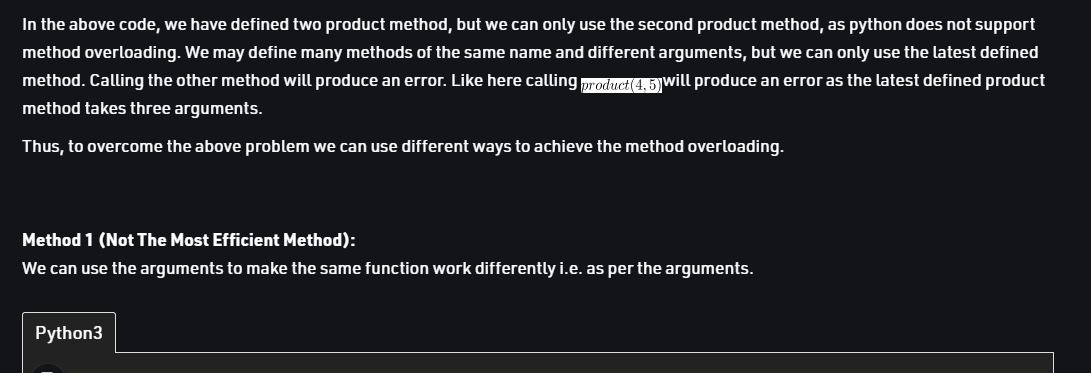 In the above code, we have defined two product method, but we can only use the second product method, as python does not support
method overloading. We may define many methods of the same name and different arguments, but we can only use the latest defined
method. Calling the other method will produce an error. Like here calling product(4, 5) will produce an error as the latest defined product
method takes three arguments.
Thus, to overcome the above problem we can use different ways to achieve the method overloading.
Method 1 (Not The Most Efficient Method):
We can use the arguments to make the same function work differently i.e. as per the arguments.
Python3